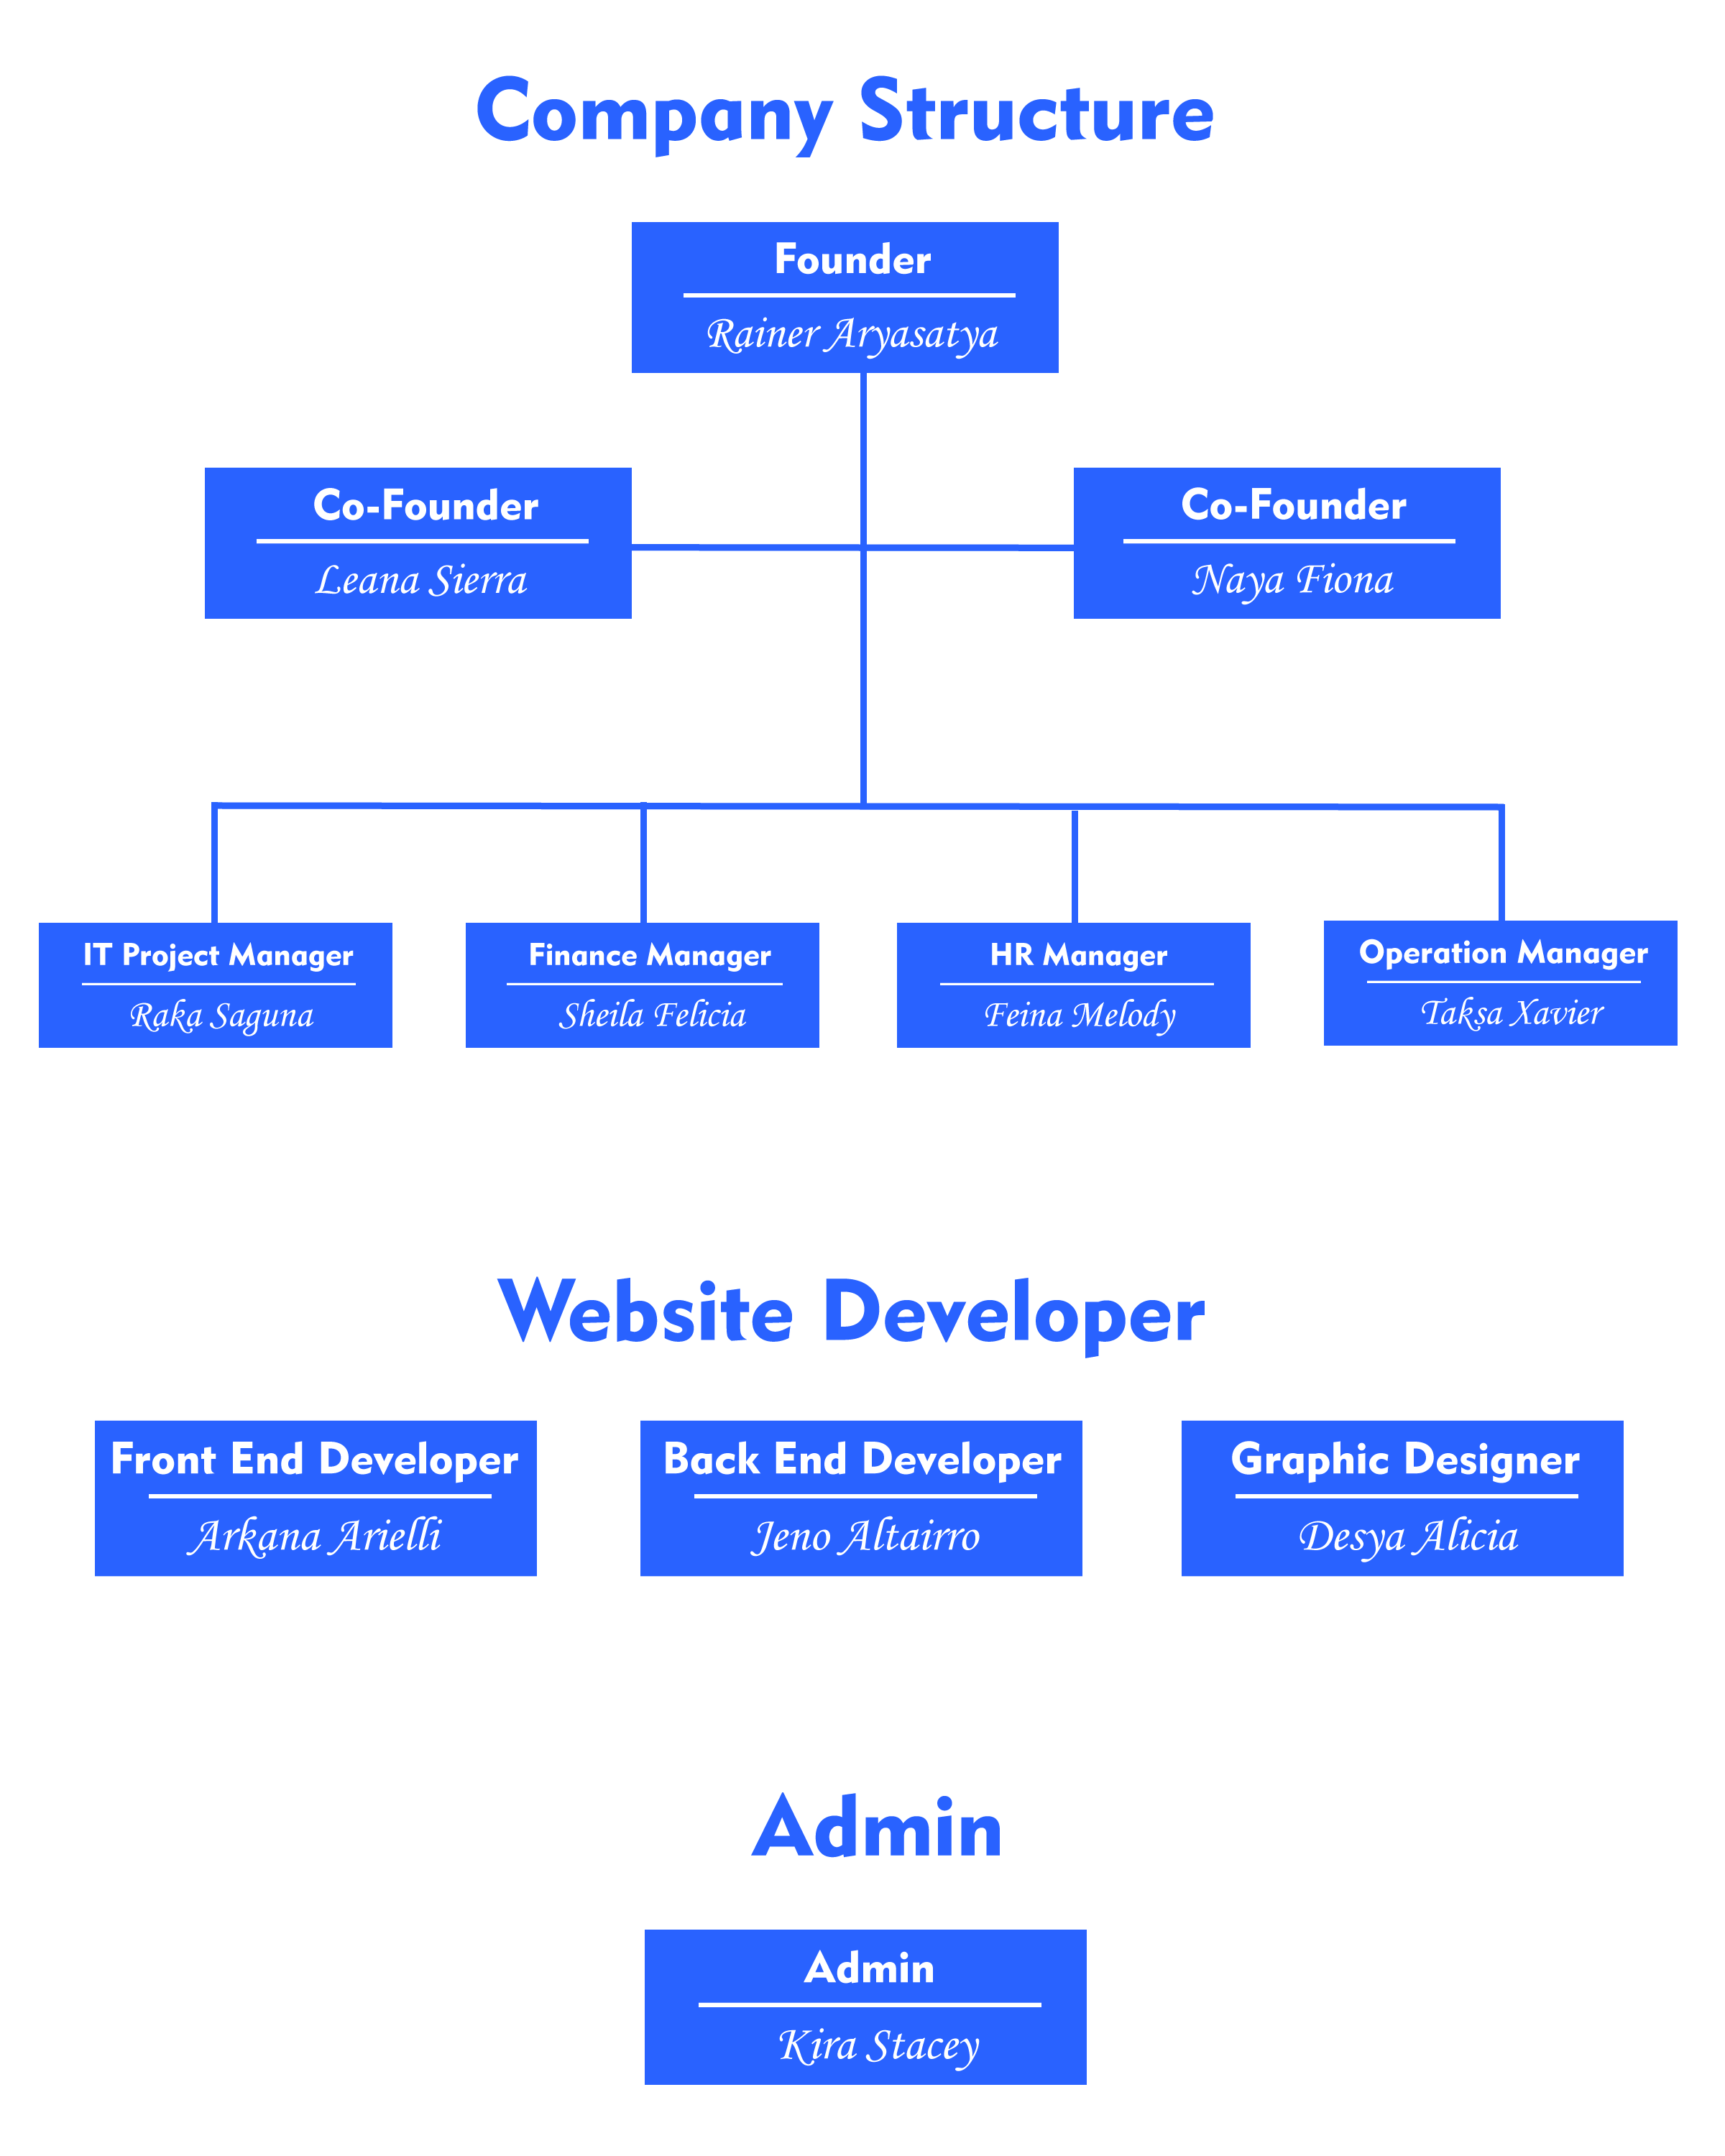 Company Structure
Founder
Rainer Aryasatya
Co-Founder
Leana Sierra
Co-Founder
Naya Fiona
IT Project Manager
Raka Saguna
Finance Manager
Sheila Felicia
HR Manager
Feina Melody
Operation Manager
Taksa Xavier
Website Developer
Front End Developer
Arkana Arielli
Back End Developer
Jeno Altairro
Graphic Designer
Desya Alicia
Admin
Admin
Kira Stacey